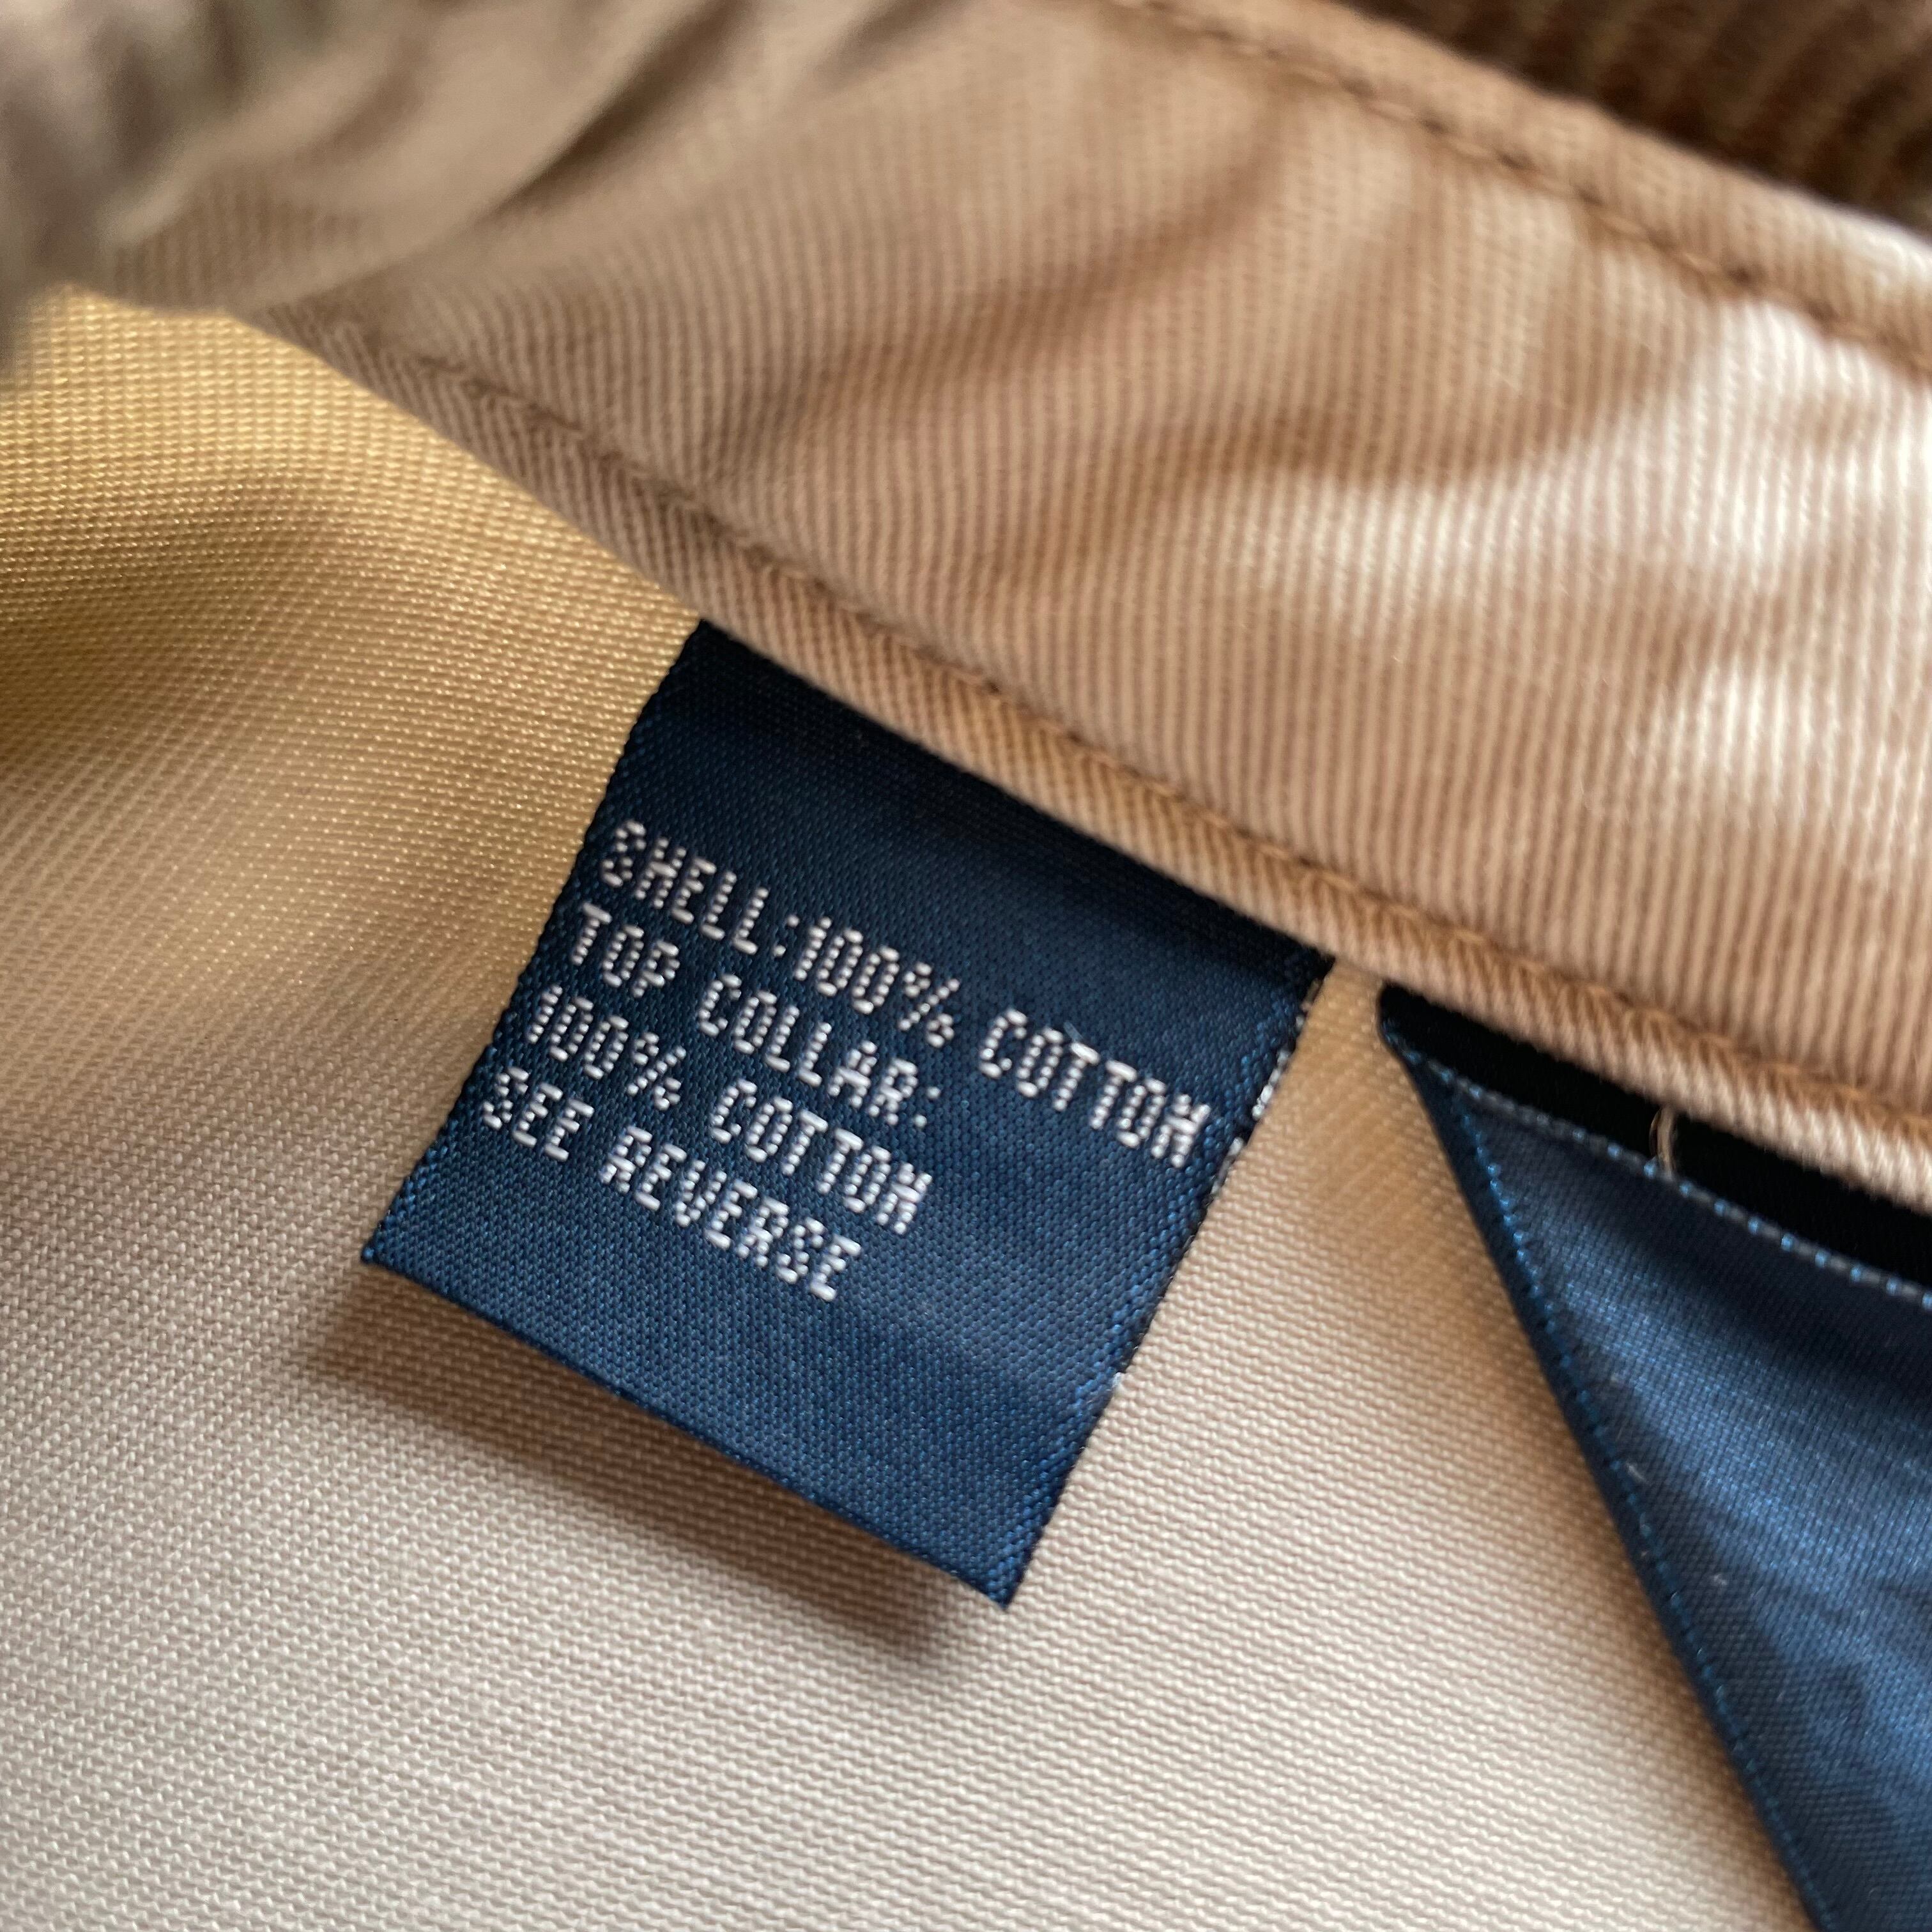 SHELL:100% COTTON
TOP COLLAR:
100% COTTON
SEE REVERSE